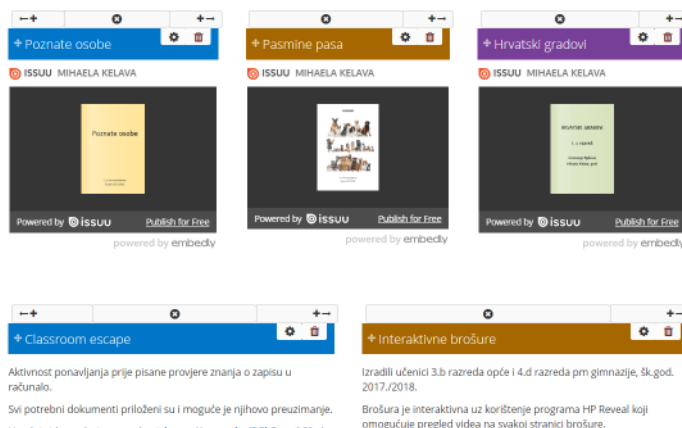 Poznate osobe
Pasmine pasa
Hrvatski gradovi
ISSUU MIHAELA KELAVA
ISSUU MIHAELA KELAVA
ISSUU MIHAELA KELAVA
Poznate osobe
Powered by issuu Publish for Free
Powered by issuu Publish for Free
Powered by issuu Publish for Free
powered by embedly
powered by embedly
powered by embedly
Classroom escape
Interaktivne brošure
Aktivnost ponavljanja prije pisane provjere znanja o zapisu u
računalo.
Svi potrebni dokumenti priloženi su i moguće je njihovo preuzimanje.
Izradili učenici 3.b razreda opće i 4.d razreda pm gimnazije, šk.god.
2017./2018.
Brošura je interaktivna uz korištenje programa HP Reveal koji
omogućuje pregled videa na svakoj stranici brošure.